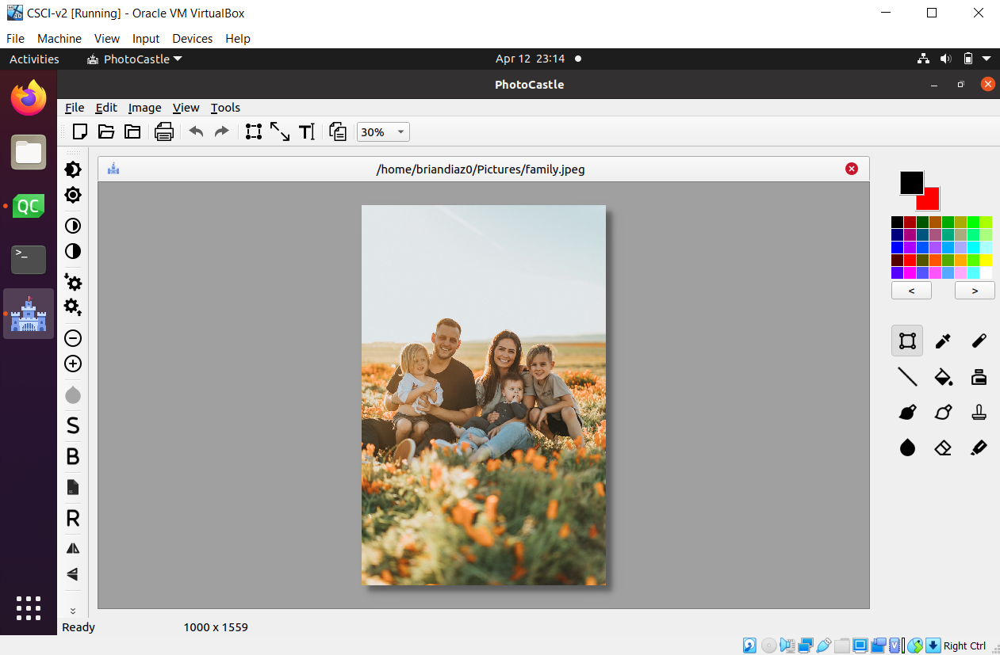 CSCI-v2 [Running] - Oracle VM VirtualBox
File Machine View Input Devices Help
Activities PhotoCastle Apr 12 23:14
PhotoCastle
File Edit Image View Tools
30%
/home/briandiaz0/Pictures/family.jpeg
QC
>_
< >
S
B
R
Ready 1000 x 1559
Right Ctrl